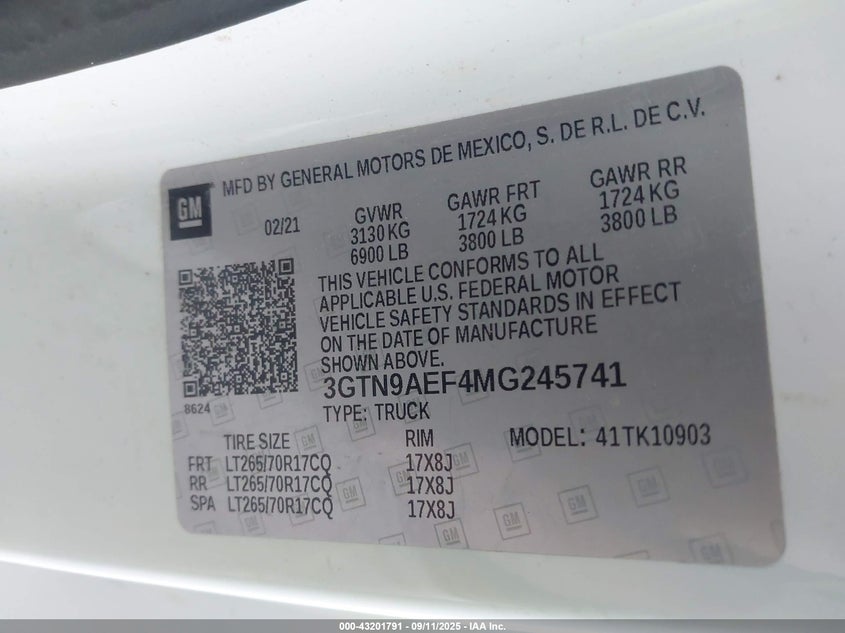 MFD BY GENERAL MOTORS DE MEXICO, S. DE R.L. DE C.V.
GM
02/21
GVWR GAWR FRT GAWR RR
3130 KG 1724 KG 1724 KG
6900 LB 3800 LB 3800 LB
THIS VEHICLE CONFORMS TO ALL
APPLICABLE U.S. FEDERAL MOTOR
VEHICLE SAFETY STANDARDS IN EFFECT
ON THE DATE OF MANUFACTURE
SHOWN ABOVE.
8624
3GTN9AEF4MG245741
TYPE: TRUCK
TIRE SIZE RIM MODEL: 41TK10903
FRT LT265/70R17CQ 17X8J
RR LT265/70R17CQ 17X8J
SPA LT265/70R17CQ 17X8J
000-43201791 - 09/11/2025 - IAA Inc.